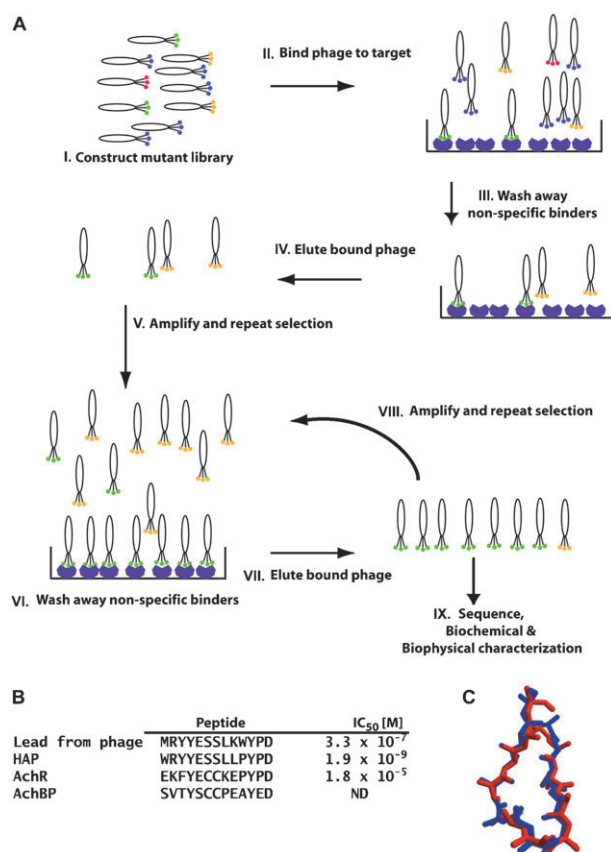 A
I. Construct mutant library
II. Bind phage to target
III. Wash away
non-specific binders
IV. Elute bound phage
V. Amplify and repeat selection
VI. Wash away non-specific binders
VII. Elute bound phage
VIII. Amplify and repeat selection
IX. Sequence,
Biochemical &
Biophysical characterization
B
Peptide IC50 [M]
Lead from phage MRYYESSLKWYPD 3.3 x 10⁻⁷
HAP WRYYESSLLPYPD 1.9 x 10⁻⁹
AchR EKFYECCKEPYPD 1.8 x 10⁻⁵
AchBP SVTYSCCPEAYED ND
C